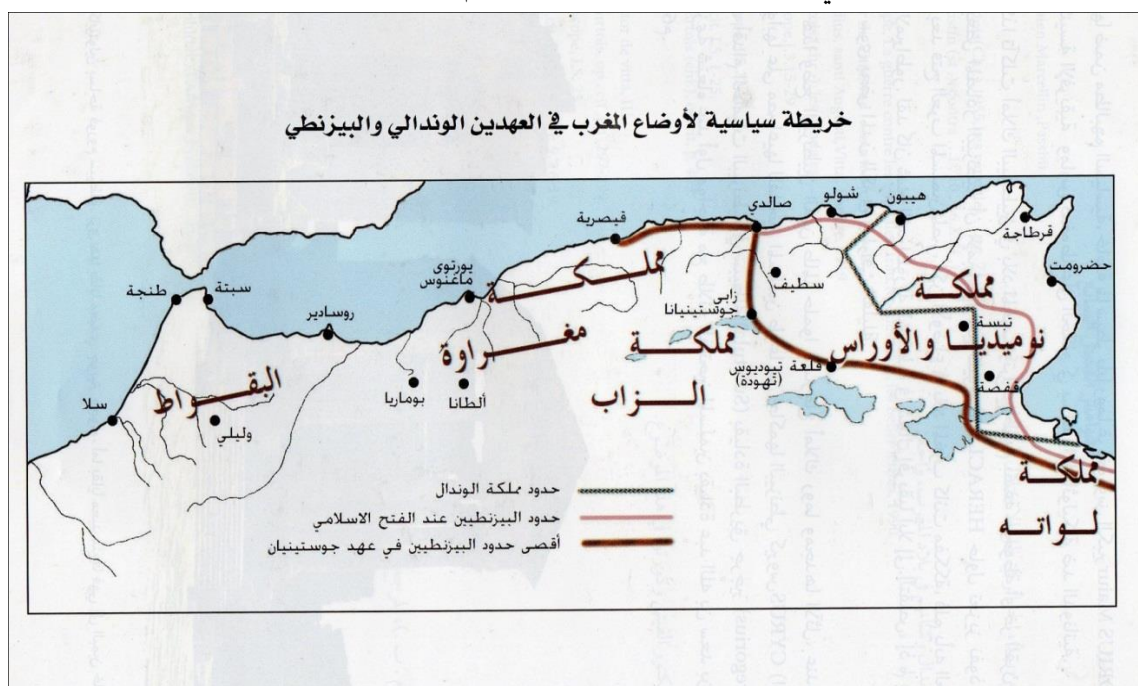 خريطة سياسية لأوضاع المغرب في العهدين الوندالي والبيزنطي
هيبون
شولو
صالدي
قيصرية
قرطاجة
حضرومت
سطيف
زابي
جوستينيانا
تبسة
قفصة
قلعة تيوديوس
(تهودة)
بورتوي
ماغنوس
سبتة
طنجة
روسادير
بوماريا
ألطانا
وليلي
سلا
مملكة
نوميديا والأوراس
مملكة
مغراوة
مملكة
الزاب
البقواط
مملكة
لواته
حدود مملكة الوندال
حدود البيزنطيين عند الفتح الاسلامي
أقصى حدود البيزنطيين في عهد جوستينيان